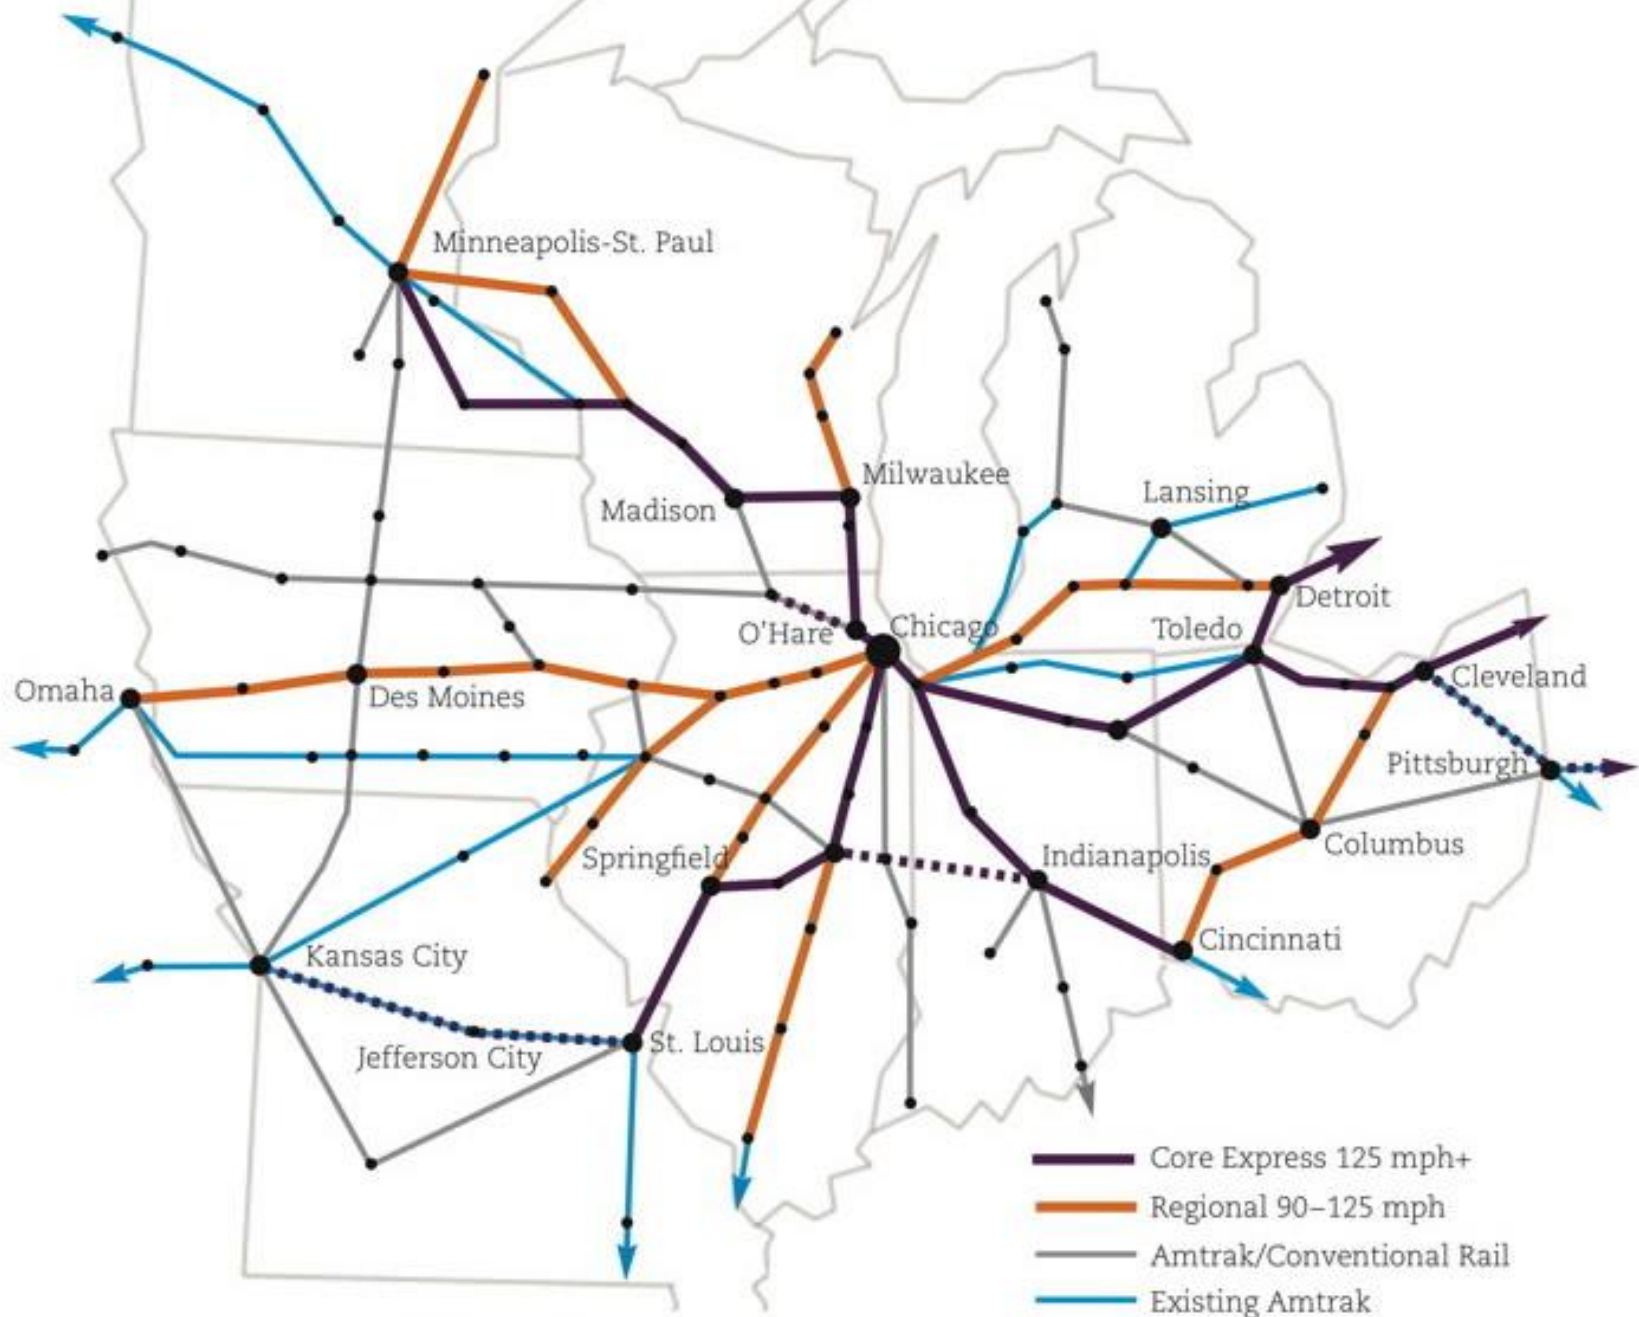 Minneapolis-St. Paul
Milwaukee
Madison
Lansing
Detroit
O'Hare
Chicago
Toledo
Cleveland
Omaha
Des Moines
Pittsburgh
Springfield
Indianapolis
Columbus
Kansas City
Cincinnati
Jefferson City
St. Louis
Core Express 125 mph+
Regional 90–125 mph
Amtrak/Conventional Rail
Existing Amtrak